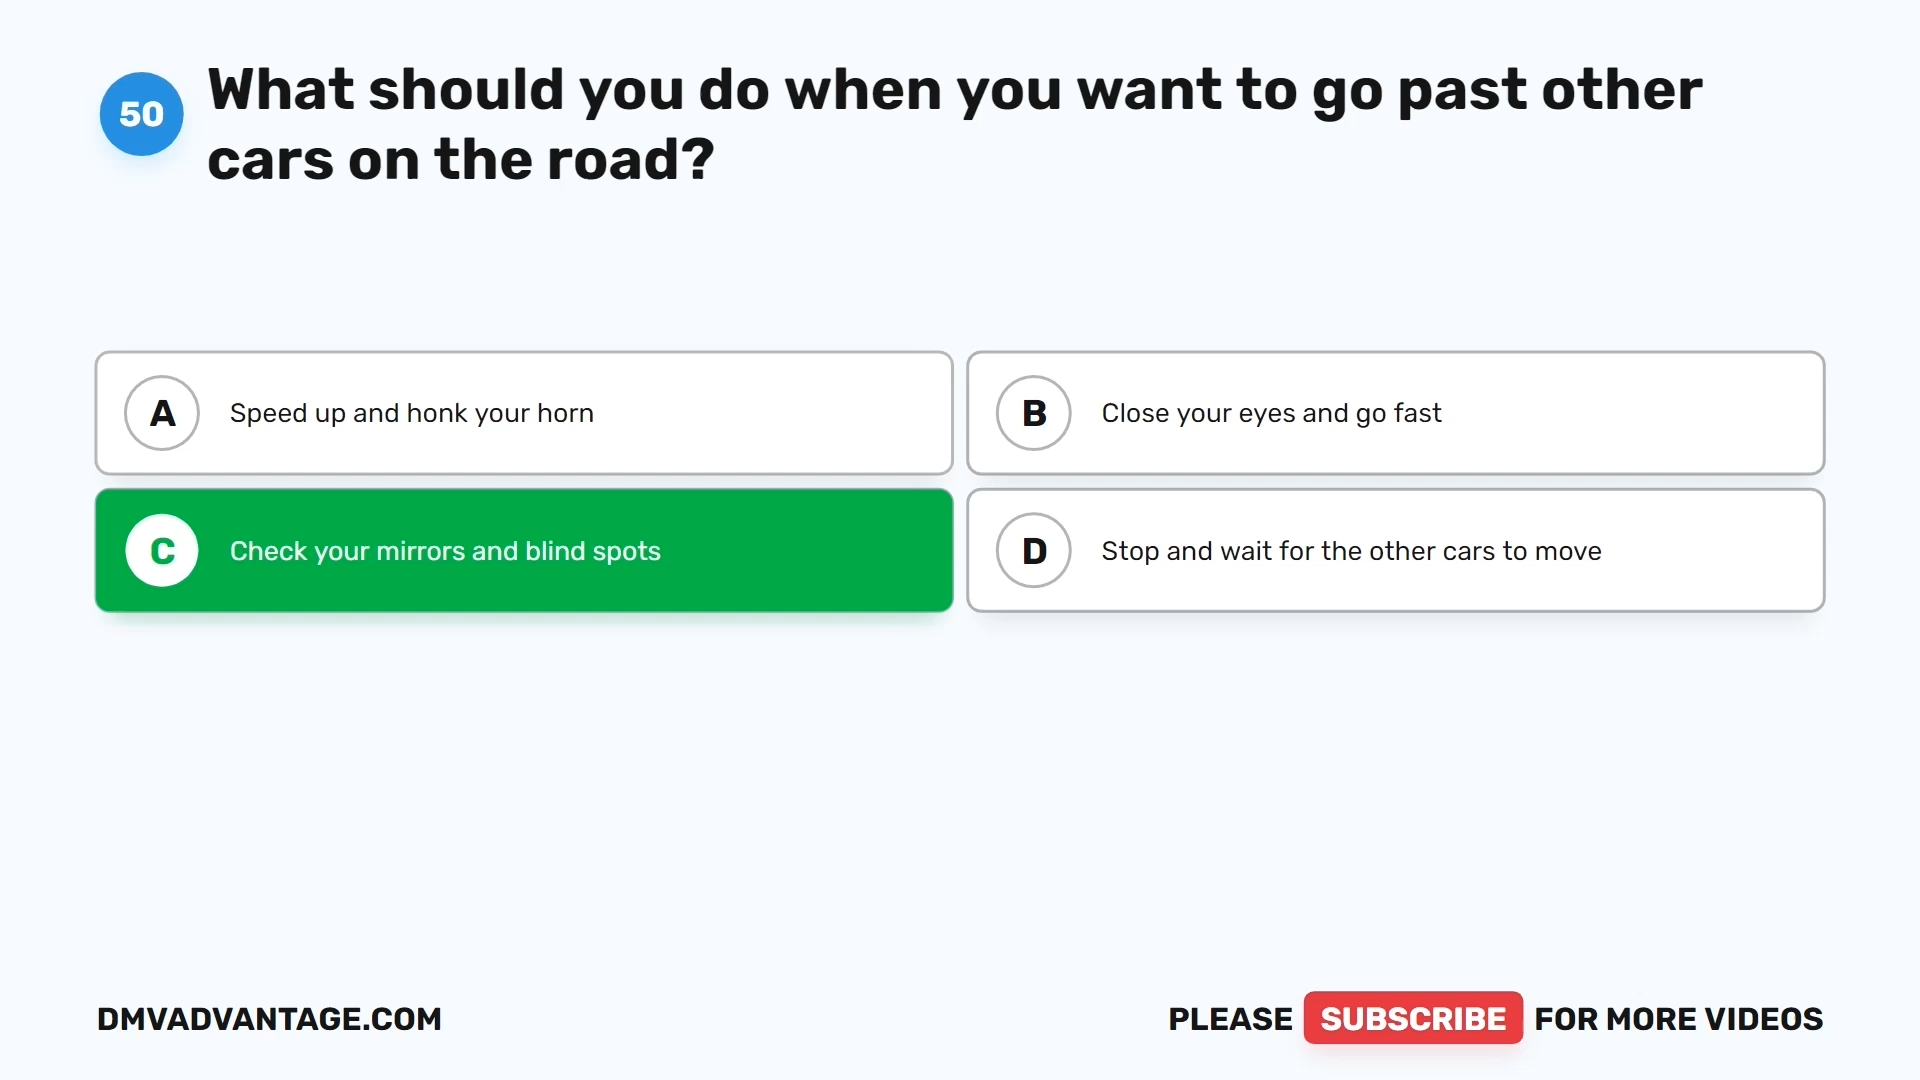 50
What should you do when you want to go past other
cars on the road?
A
Speed up and honk your horn
B
Close your eyes and go fast
C
Check your mirrors and blind spots
D
Stop and wait for the other cars to move
DMVADVANTAGE.COM
PLEASE SUBSCRIBE FOR MORE VIDEOS